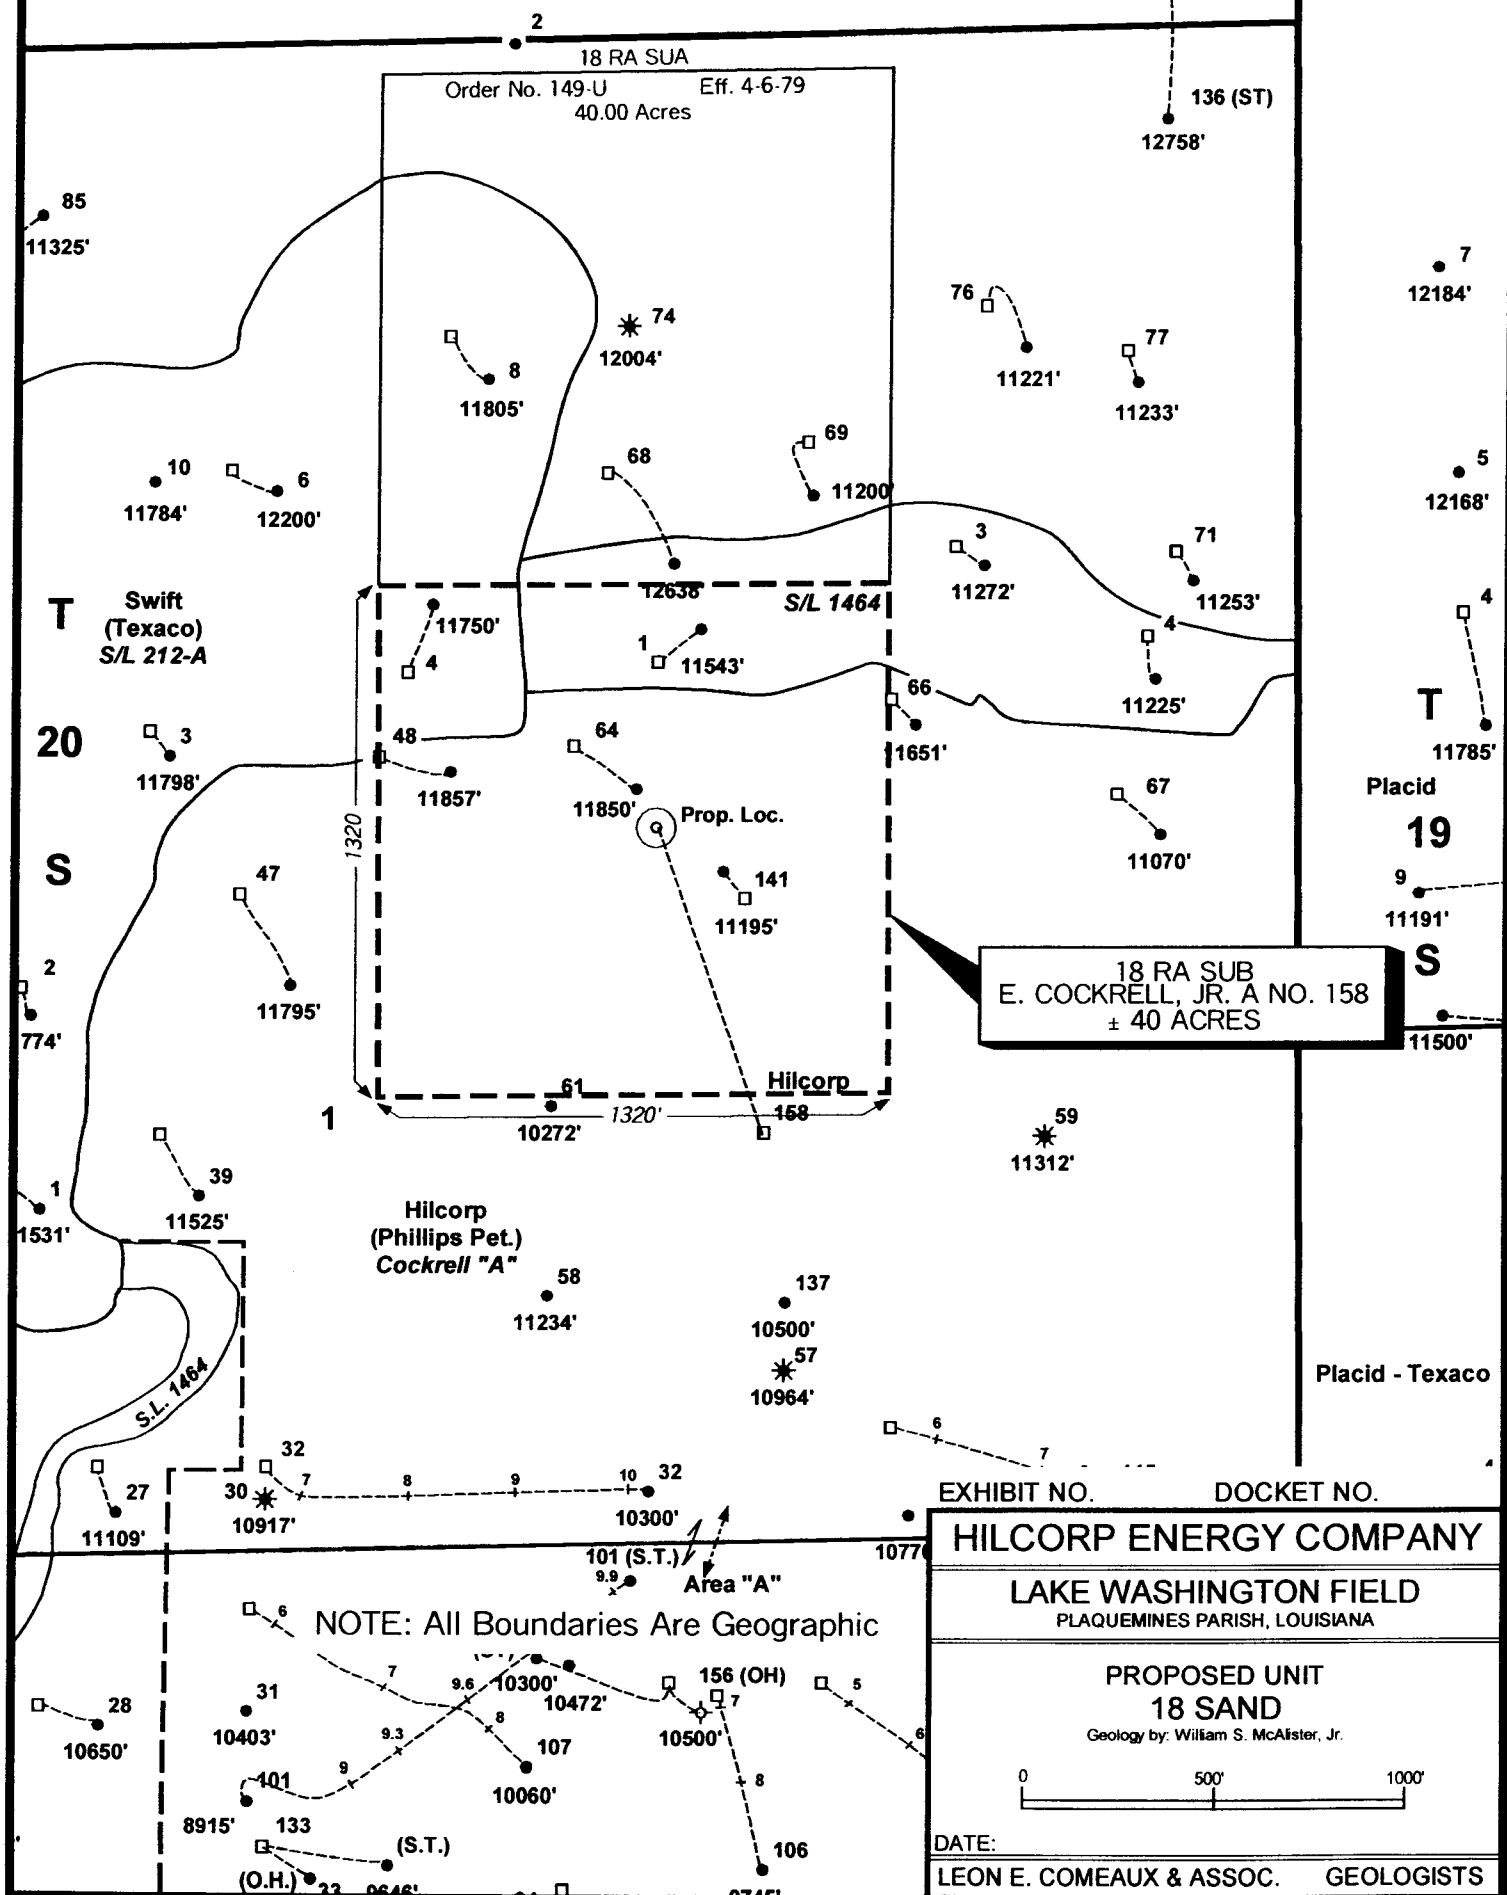 2
18 RA SUA
Order No. 149-U Eff. 4-6-79
40.00 Acres
136 (ST)
12758'
85
11325'
7
12184'
76
11221'
77
11233'
74
12004'
8
11805'
69
11200'
68
12638'
10
11784'
6
12200'
5
12168'
3
11272'
71
11253'
T
Swift
(Texaco)
S/L 212-A
S/L 1464
11750'
4
1
11543'
4
11225'
4
11785'
66
11651'
T
20
3
11798'
48
11857'
64
11850'
Prop. Loc.
67
11070'
Placid
19
1320
S
47
11795'
141
11195'
9
11191'
S
18 RA SUB
E. COCKRELL, JR. A NO. 158
± 40 ACRES
11500'
2
774'
Hilcorp
158
61
10272'
1320'
1
59
11312'
39
11525'
1
1531'
Hilcorp
(Phillips Pet.)
Cockrell "A"
58
11234'
137
10500'
57
10964'
Placid - Texaco
S.L. 1464
6
7
32
7
8
9
10
32
10300'
30
10917'
27
11109'
EXHIBIT NO. DOCKET NO.
HILCORP ENERGY COMPANY
LAKE WASHINGTON FIELD
PLAQUEMINES PARISH, LOUISIANA
PROPOSED UNIT
18 SAND
Geology by: William S. McAlister, Jr.
0 500' 1000'
DATE:
LEON E. COMEAUX & ASSOC. GEOLOGISTS
101 (S.T.)
9.9
Area "A"
6
NOTE: All Boundaries Are Geographic
10300'
10472'
156 (OH)
7
10500'
5
6
8
28
10650'
31
10403'
7
9.6
8
9.3
9
107
10060'
101
8915'
133
(S.T.)
(O.H.)
106